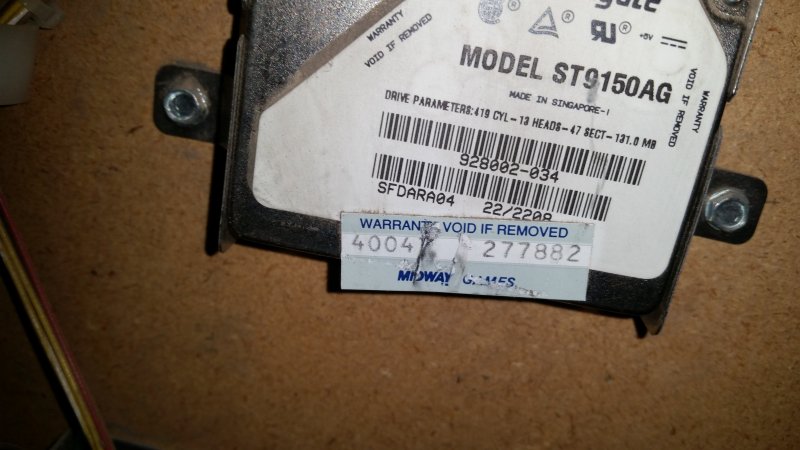 WARRANTY
VOID IF REMOVED
+5V
MODEL ST9150AG
MADE IN SINGAPORE-1
WARRANTY
VOID IF REMOVED
DRIVE PARAMETERS:419 CYL-13 HEADS-47 SECT-131.0 MB
928002-034
SFDARA04 22/2208
WARRANTY VOID IF REMOVED
4004 277882
MIDWAY GAMES